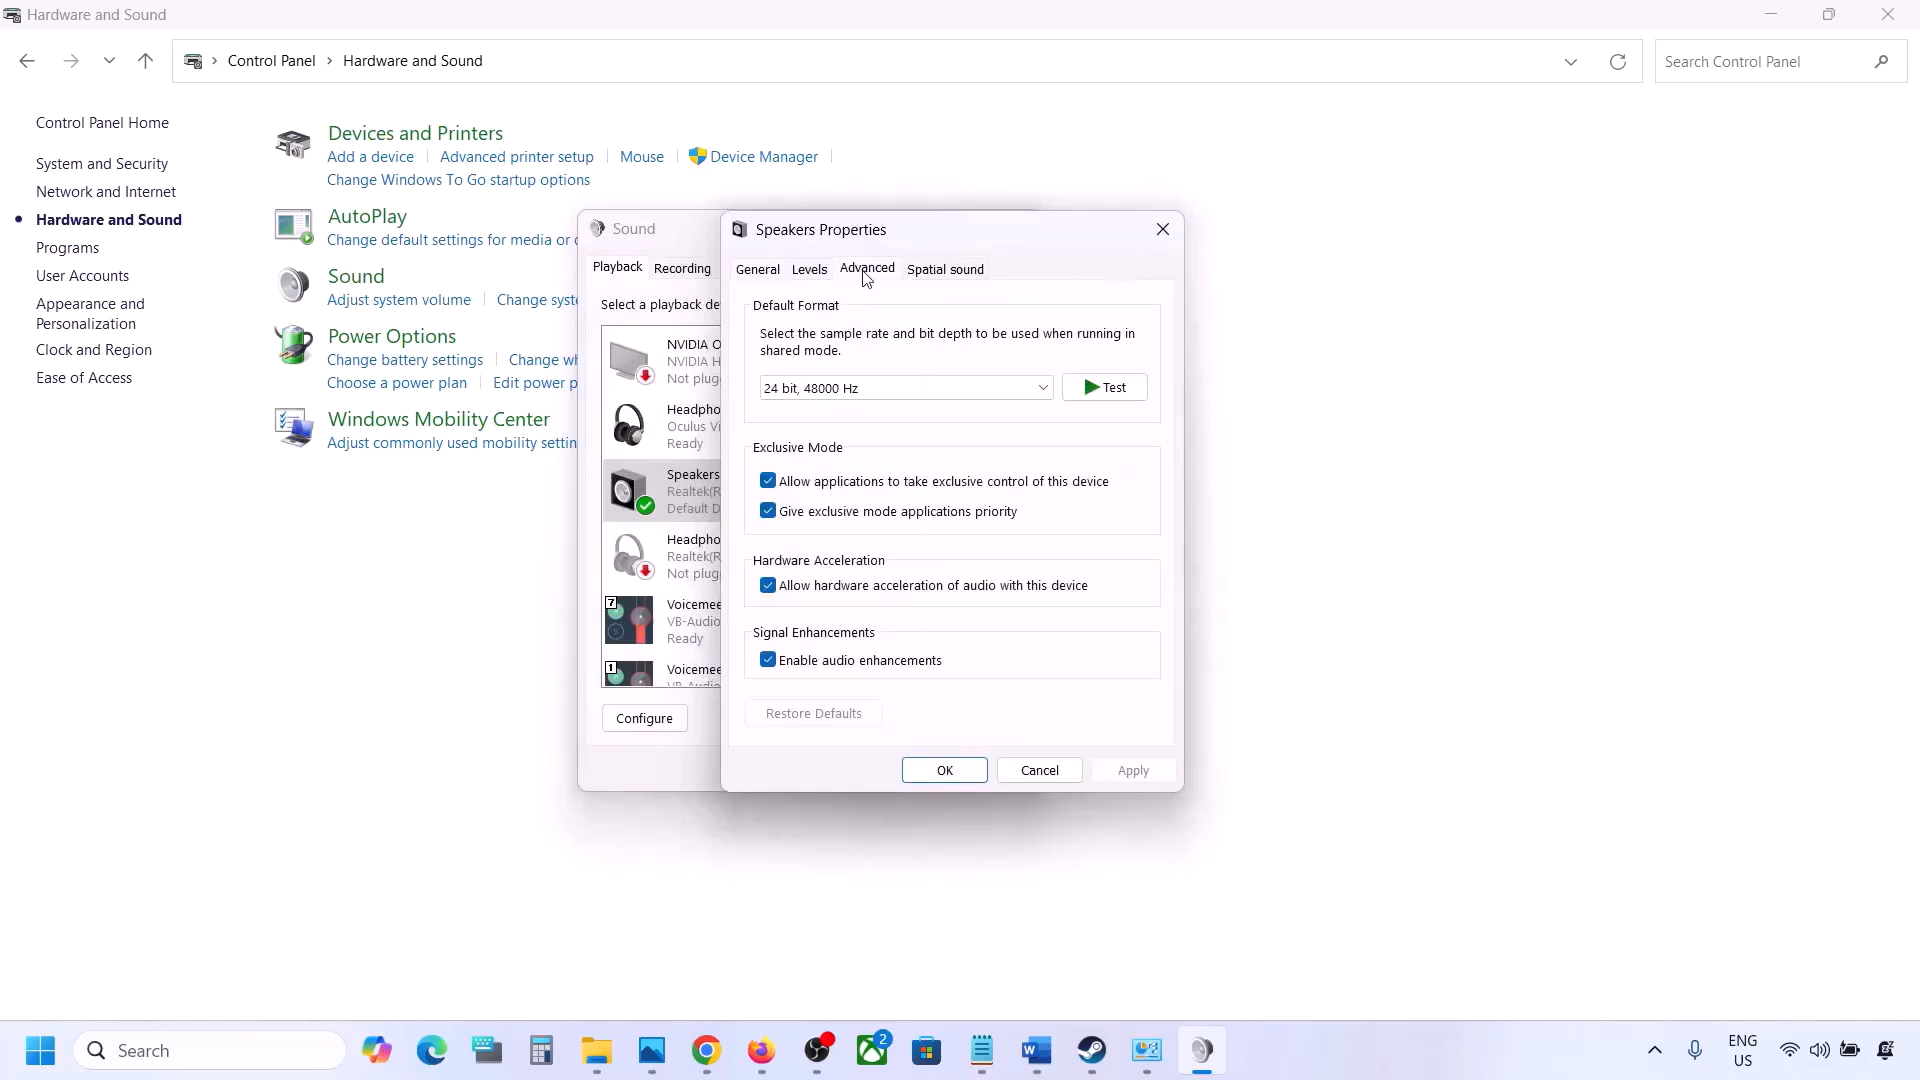 Hardware and Sound
Control Panel > Hardware and Sound
Search Control Panel
Control Panel Home
System and Security
Network and Internet
Hardware and Sound
Programs
User Accounts
Appearance and
Personalization
Clock and Region
Ease of Access
Devices and Printers
Add a device
Advanced printer setup
Mouse
Device Manager
Change Windows To Go startup options
AutoPlay
Change default settings for media or
Sound
Adjust system volume
Change syste
Power Options
Change battery settings
Change wh
Choose a power plan
Edit power p
Windows Mobility Center
Adjust commonly used mobility settin
Sound
Playback
Recording
Select a playback de
NVIDIA O
NVIDIA H
Not plug
Headpho
Oculus Vi
Ready
Speakers
Realtek(R
Default D
Headpho
Realtek(R
Not plug
7
Voicemee
VB-Audio
Ready
1
Voicemee
VB-Audio
Configure
Speakers Properties
General
Levels
Advanced
Spatial sound
Default Format
Select the sample rate and bit depth to be used when running in
shared mode.
24 bit, 48000 Hz
Test
Exclusive Mode
Allow applications to take exclusive control of this device
Give exclusive mode applications priority
Hardware Acceleration
Allow hardware acceleration of audio with this device
Signal Enhancements
Enable audio enhancements
Restore Defaults
OK
Cancel
Apply
Search
2
ENG
US